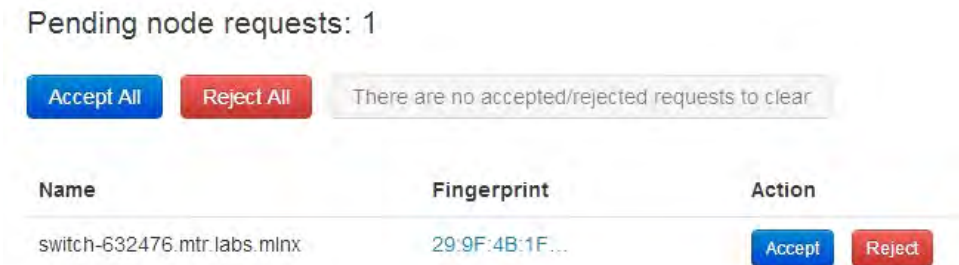 Pending node requests: 1
Accept All Reject All There are no accepted/rejected requests to clear
Name Fingerprint Action
switch-632476.mtr.labs.mlnx 29:9F:4B:1F... Accept Reject